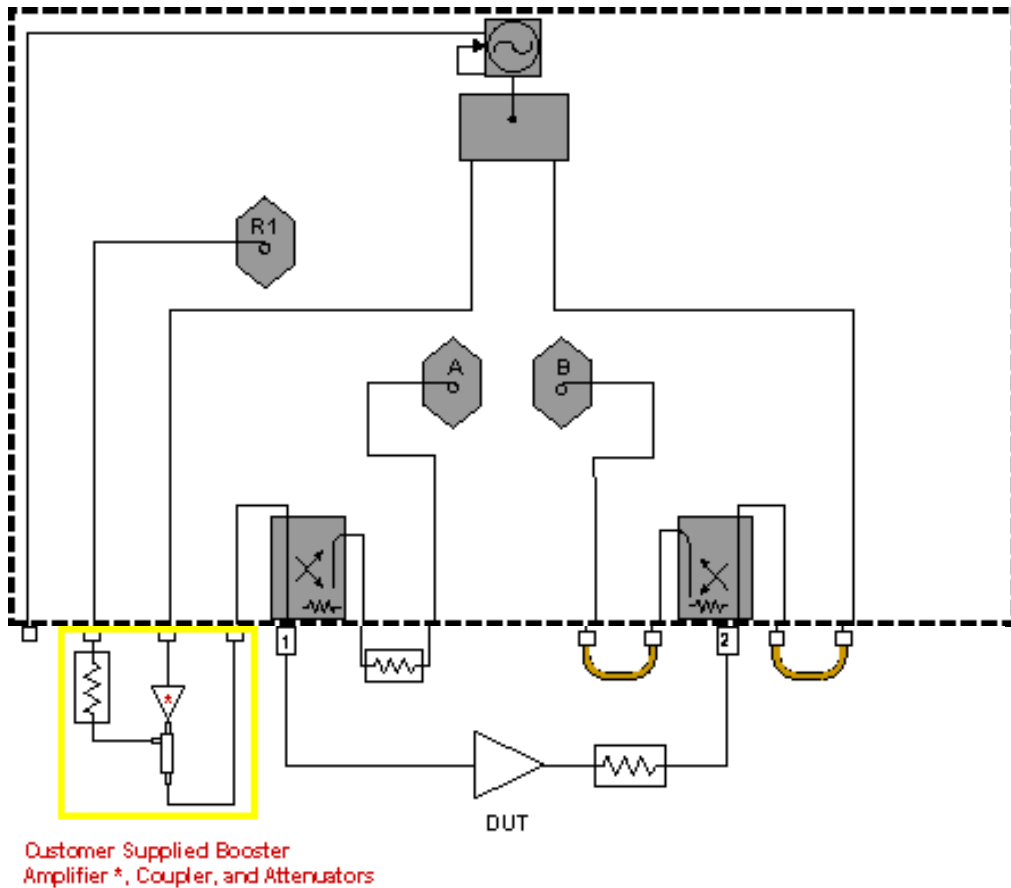 R1
A
B
1
2
*
DUT
Customer Supplied Booster
Amplifier *, Coupler, and Attenuators